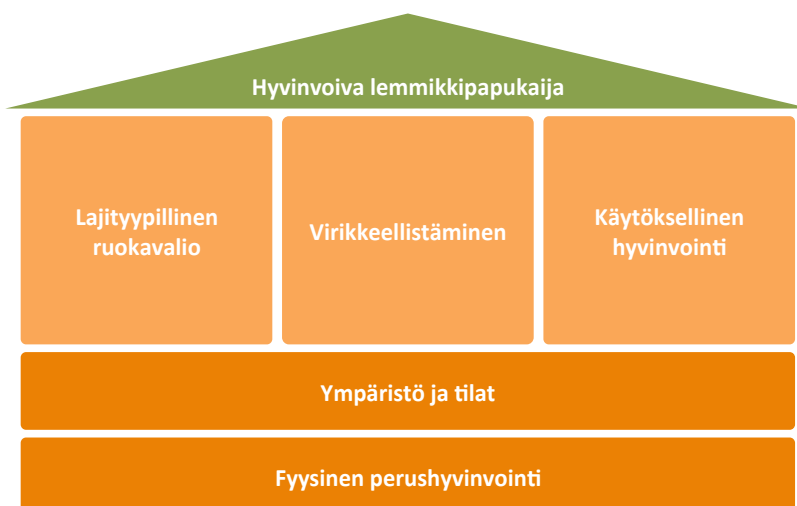 Hyvinvoiva lemmikkipapukaija
Lajityypillinen
ruokavalio
Virikkeellistäminen
Käytöksellinen
hyvinvointi
Ympäristö ja tilat
Fyysinen perushyvinvointi